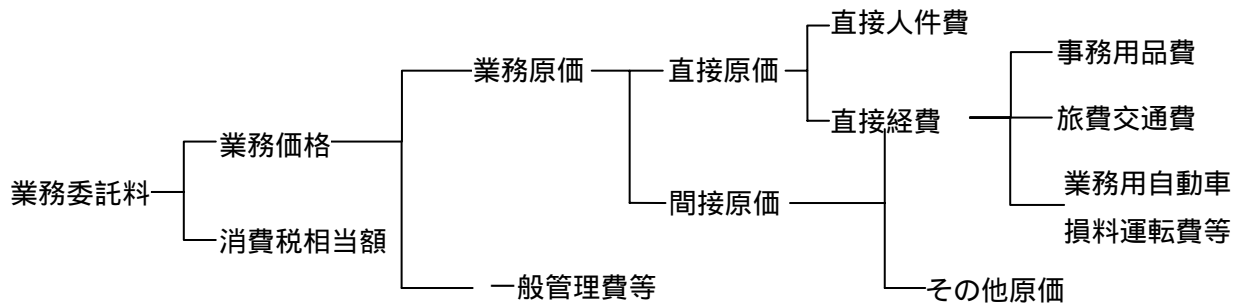 直接人件費
事務用品費
業務原価
直接原価
直接経費
旅費交通費
業務価格
業務委託料
業務用自動車
損料運転費等
間接原価
消費税相当額
一般管理費等
その他原価